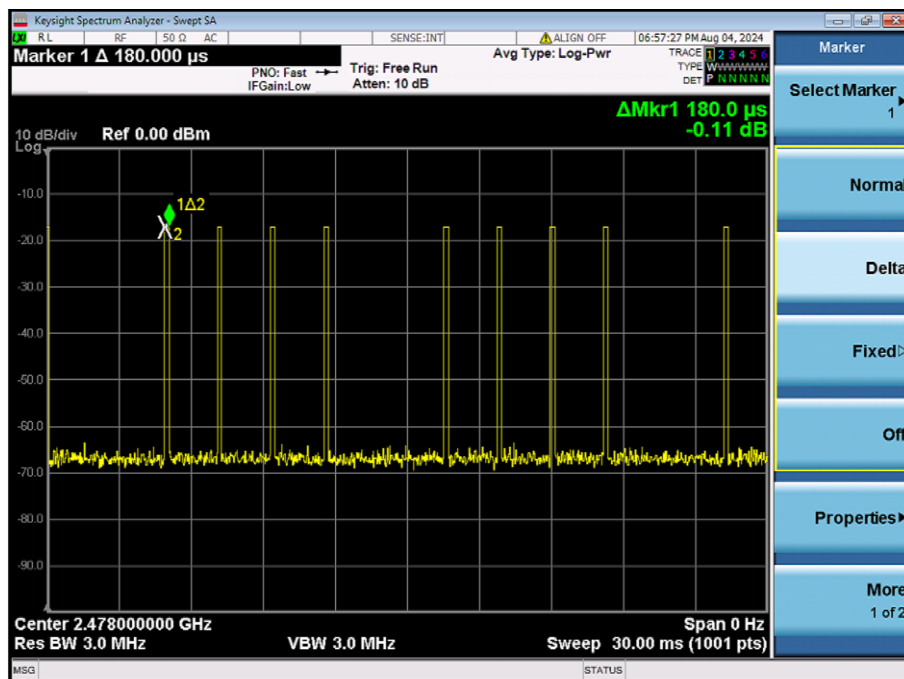 Keysight Spectrum Analyzer - Swept SA
LXI RL RF 50 Ω AC SENSE:INT ALIGN OFF 06:57:27 PM Aug 04, 2024
Marker 1 Δ 180.000 µs
PNO: Fast
IFGain:Low
Trig: Free Run
Atten: 10 dB
Avg Type: Log-Pwr
TRACE 1 2 3 4 5 6
TYPE WWWWWW
DET P N N N N N
ΔMkr1 180.0 µs
-0.11 dB
10 dB/div Ref 0.00 dBm
Log
-10.0
1Δ2
2
-20.0
-30.0
-40.0
-50.0
-60.0
-70.0
-80.0
-90.0
Center 2.478000000 GHz Span 0 Hz
Res BW 3.0 MHz VBW 3.0 MHz Sweep 30.00 ms (1001 pts)
MSG STATUS
Marker
Select Marker
1
Normal
Delta
Fixed
Off
Properties
More
1 of 2